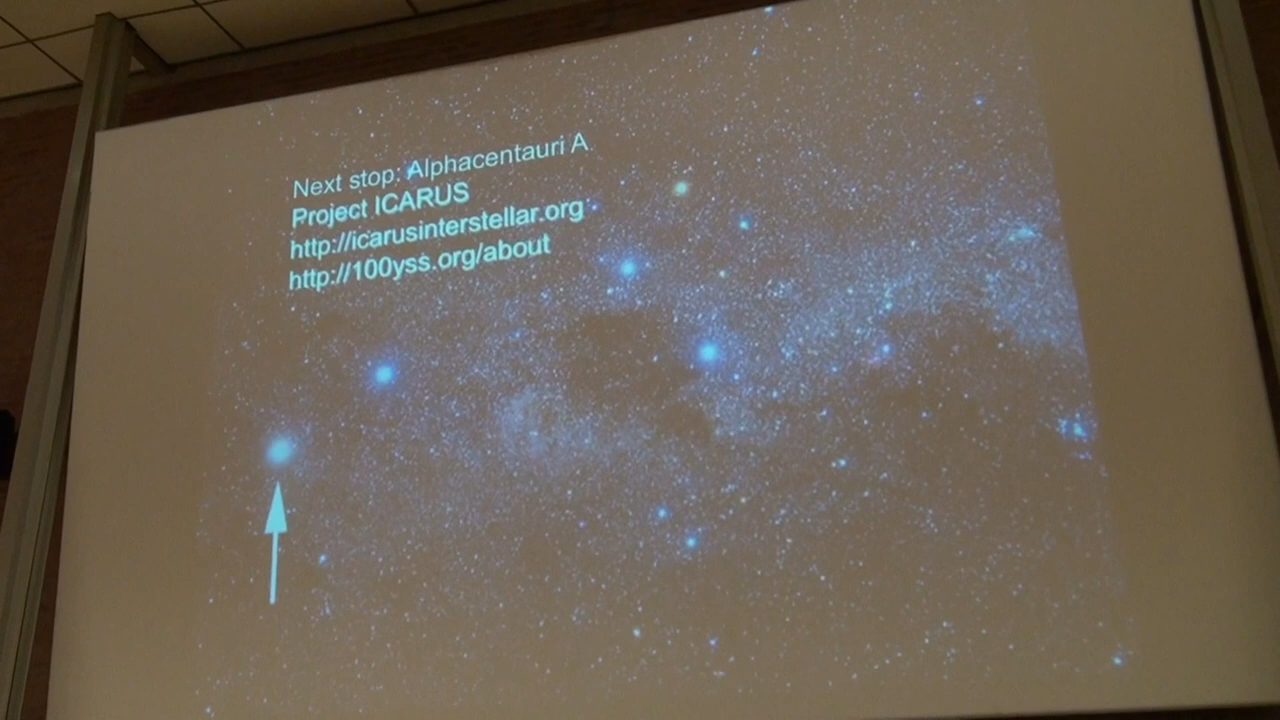 Next stop: Alphacentauri A
Project ICARUS
http://icarusinterstellar.org
http://100yss.org/about